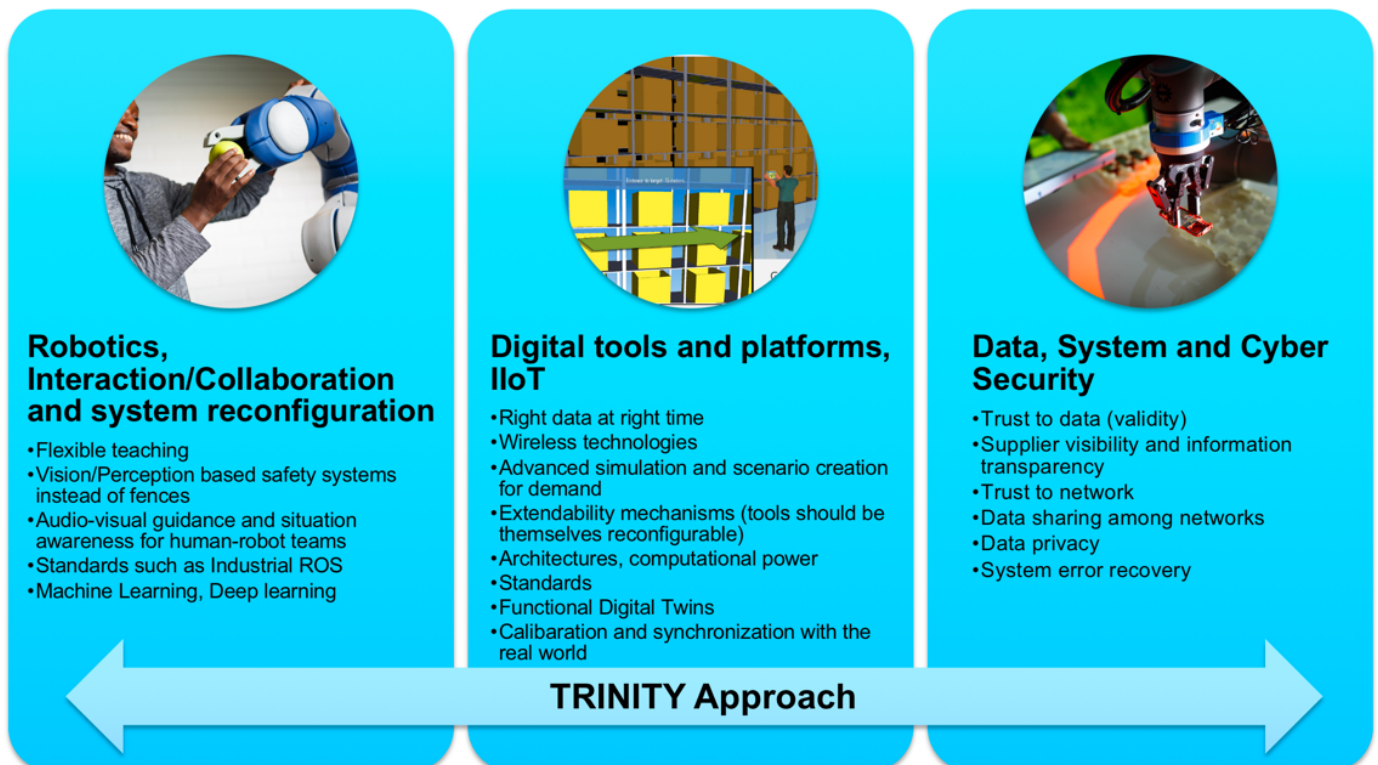 Robotics,
Interaction/Collaboration
and system reconfiguration
•Flexible teaching
•Vision/Perception based safety systems
instead of fences
•Audio-visual guidance and situation
awareness for human-robot teams
•Standards such as Industrial ROS
•Machine Learning, Deep learning
Digital tools and platforms,
IIoT
•Right data at right time
•Wireless technologies
•Advanced simulation and scenario creation
for demand
•Extendability mechanisms (tools should be
themselves reconfigurable)
•Architectures, computational power
•Standards
•Functional Digital Twins
•Calibaration and synchronization with the
real world
Data, System and Cyber
Security
•Trust to data (validity)
•Supplier visibility and information
transparency
•Trust to network
•Data sharing among networks
•Data privacy
•System error recovery
TRINITY Approach